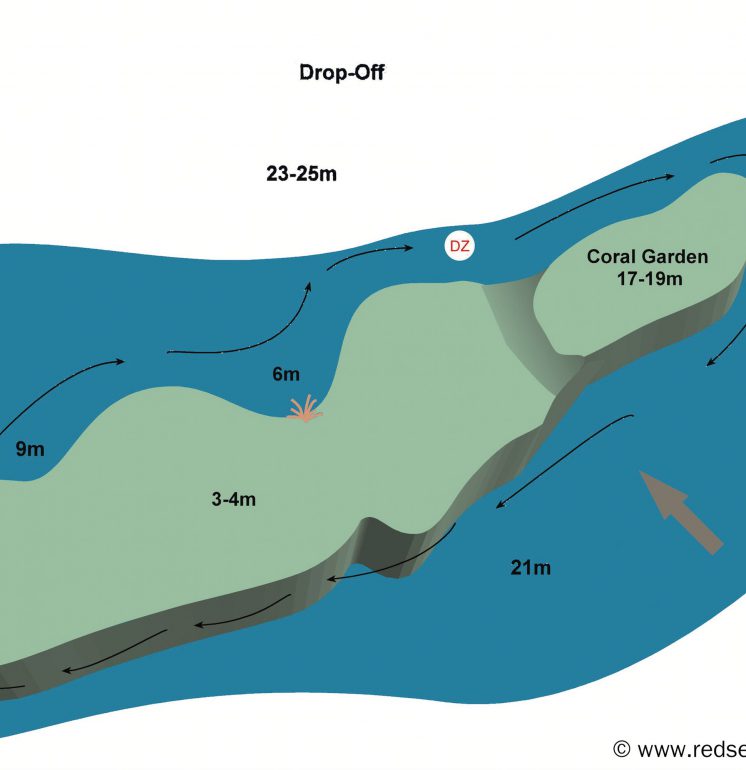 Drop-Off
23-25m
DZ
Coral Garden
17-19m
6m
9m
3-4m
21m
© www.redse